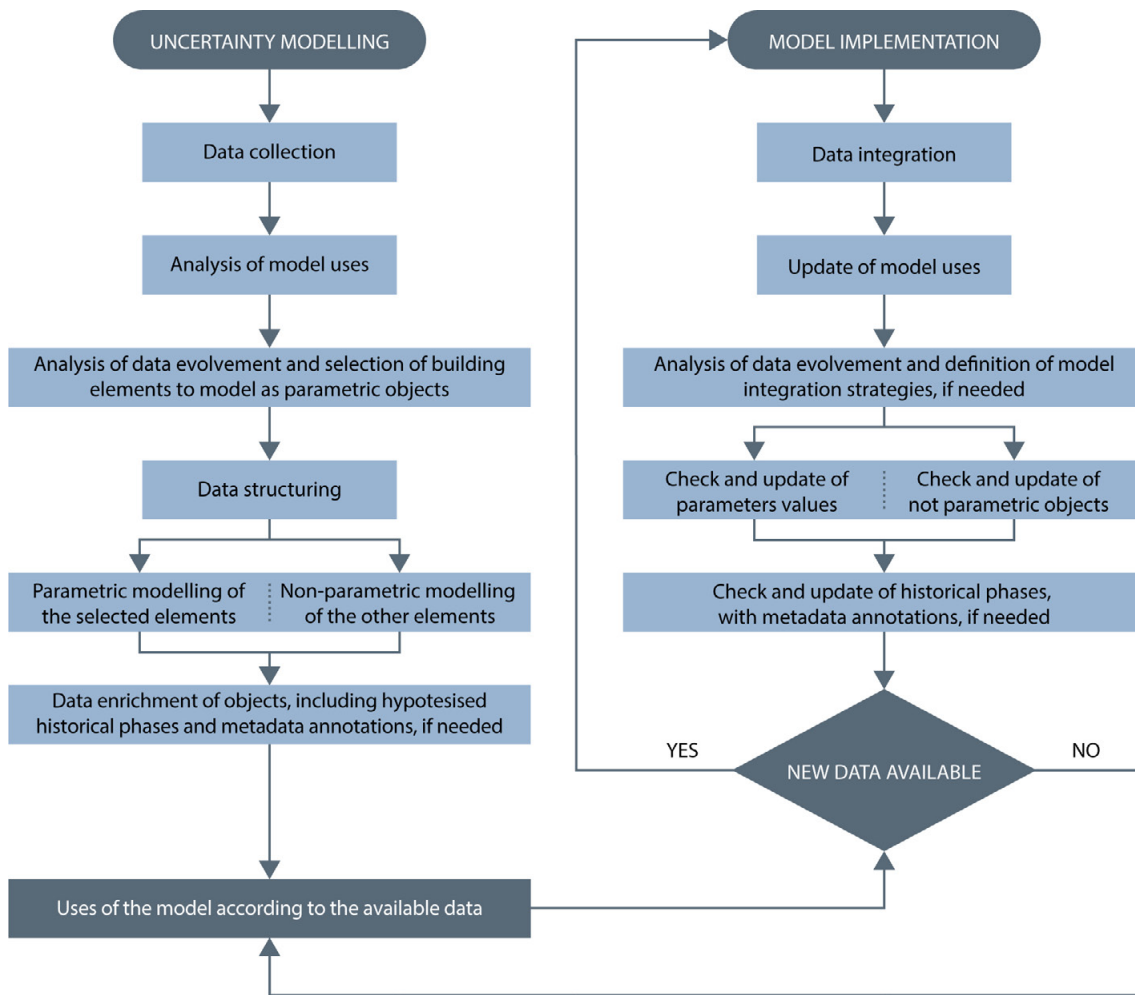 UNCERTAINTY MODELLING
Data collection
Analysis of model uses
Analysis of data evolvement and selection of building
elements to model as parametric objects
Data structuring
Parametric modelling of
the selected elements
Non-parametric modelling
of the other elements
Data enrichment of objects, including hypotesised
historical phases and metadata annotations, if needed
Uses of the model according to the available data
MODEL IMPLEMENTATION
Data integration
Update of model uses
Analysis of data evolvement and definition of model
integration strategies, if needed
Check and update of
parameters values
Check and update of
not parametric objects
Check and update of historical phases,
with metadata annotations, if needed
YES
NEW DATA AVAILABLE
NO